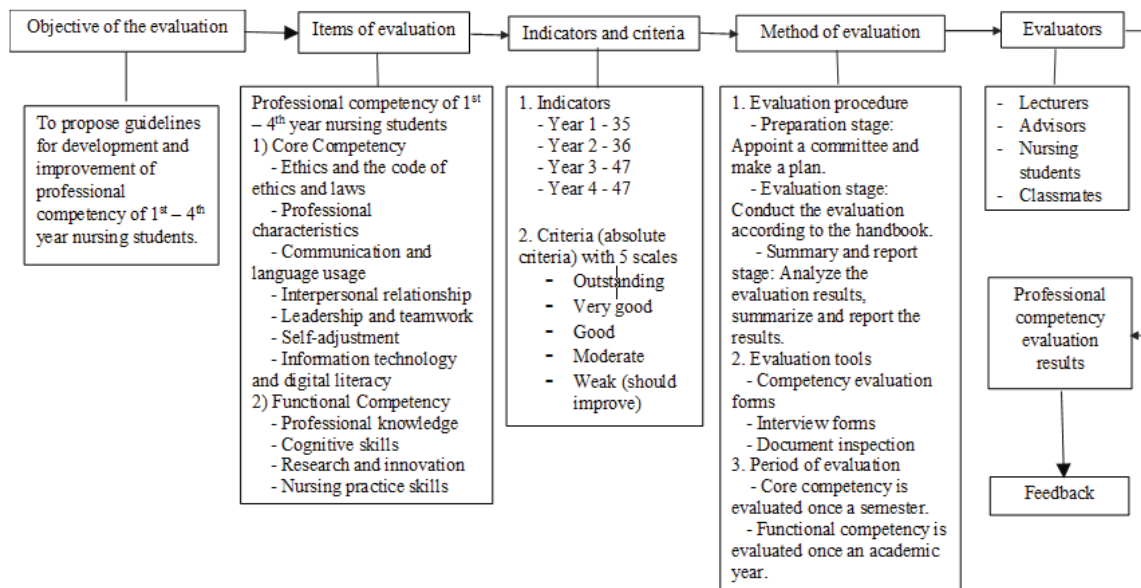 Objective of the evaluation
To propose guidelines
for development and
improvement of
professional
competency of 1st – 4th
year nursing students.
Items of evaluation
Professional competency of 1st
– 4th year nursing students
1) Core Competency
- Ethics and the code of
ethics and laws
- Professional
characteristics
- Communication and
language usage
- Interpersonal relationship
- Leadership and teamwork
- Self-adjustment
- Information technology
and digital literacy
2) Functional Competency
- Professional knowledge
- Cognitive skills
- Research and innovation
- Nursing practice skills
Indicators and criteria
1. Indicators
- Year 1 - 35
- Year 2 - 36
- Year 3 - 47
- Year 4 - 47
2. Criteria (absolute
criteria) with 5 scales
- Outstanding
- Very good
- Good
- Moderate
- Weak (should
improve)
Method of evaluation
1. Evaluation procedure
- Preparation stage:
Appoint a committee and
make a plan.
- Evaluation stage:
Conduct the evaluation
according to the handbook.
- Summary and report
stage: Analyze the
evaluation results,
summarize and report the
results.
2. Evaluation tools
- Competency evaluation
forms
- Interview forms
- Document inspection
3. Period of evaluation
- Core competency is
evaluated once a semester.
- Functional competency is
evaluated once an academic
year.
Evaluators
- Lecturers
- Advisors
- Nursing
students
- Classmates
Professional
competency
evaluation
results
Feedback